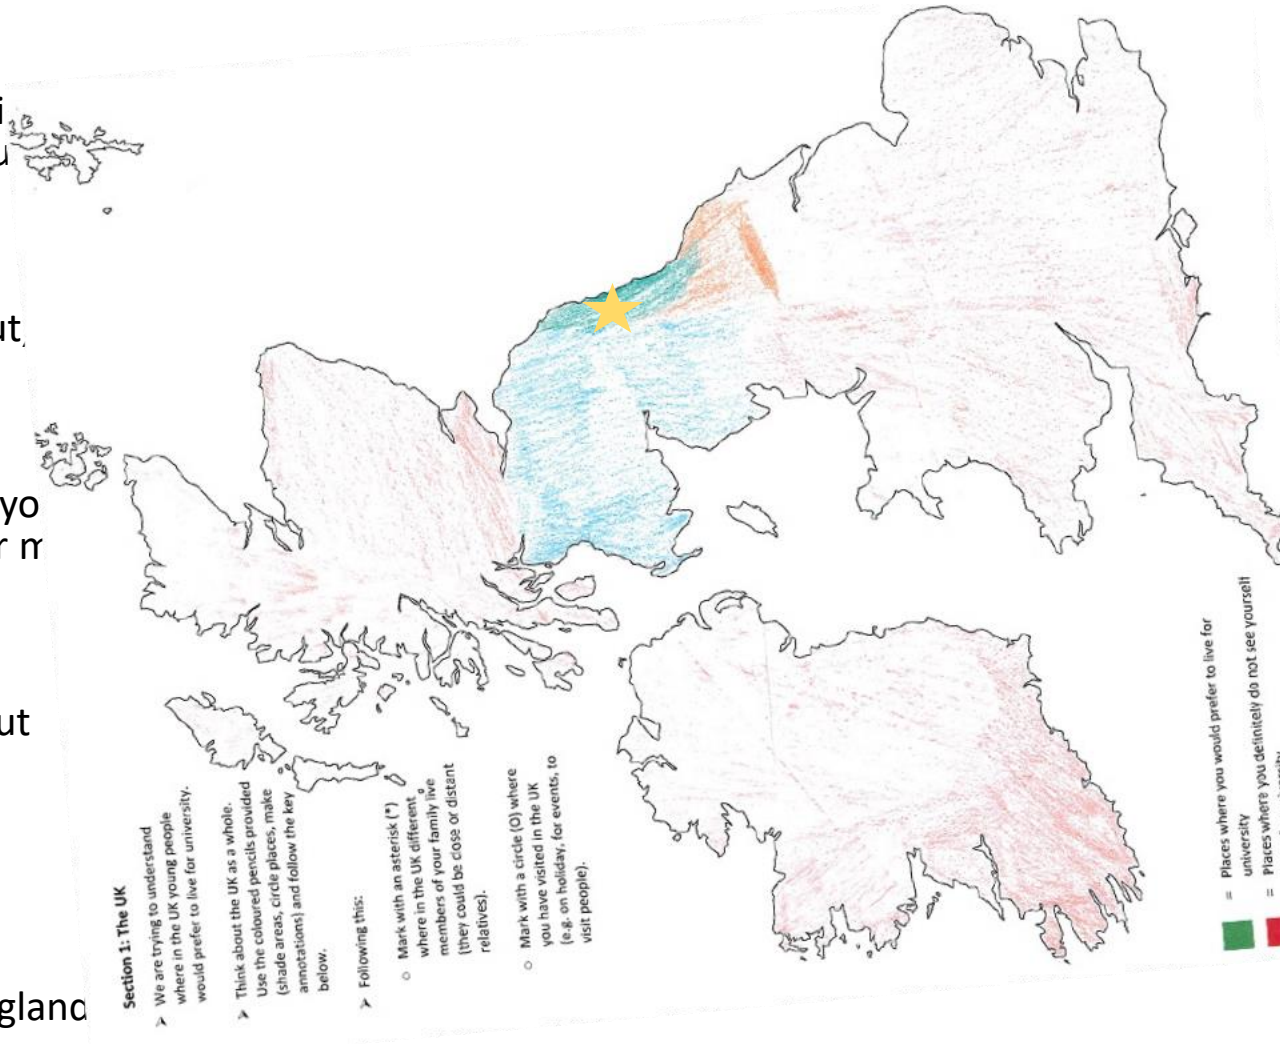 i
u
ut,
yo
r m
ut
gland
Section 1: The UK
➤ We are trying to understand
where in the UK young people
would prefer to live for university.
➤ Think about the UK as a whole.
Use the coloured pencils provided
(shade areas, circle places, make
annotations) and follow the key
below.
➤ Following this:
○ Mark with an asterisk (*)
where in the UK different
members of your family live
(they could be close or distant
relatives).
○ Mark with a circle (O) where
you have visited in the UK
(e.g. on holiday, for events, to
visit people).
= Places where you would prefer to live for
university
= Places where you definitely do not see yourself